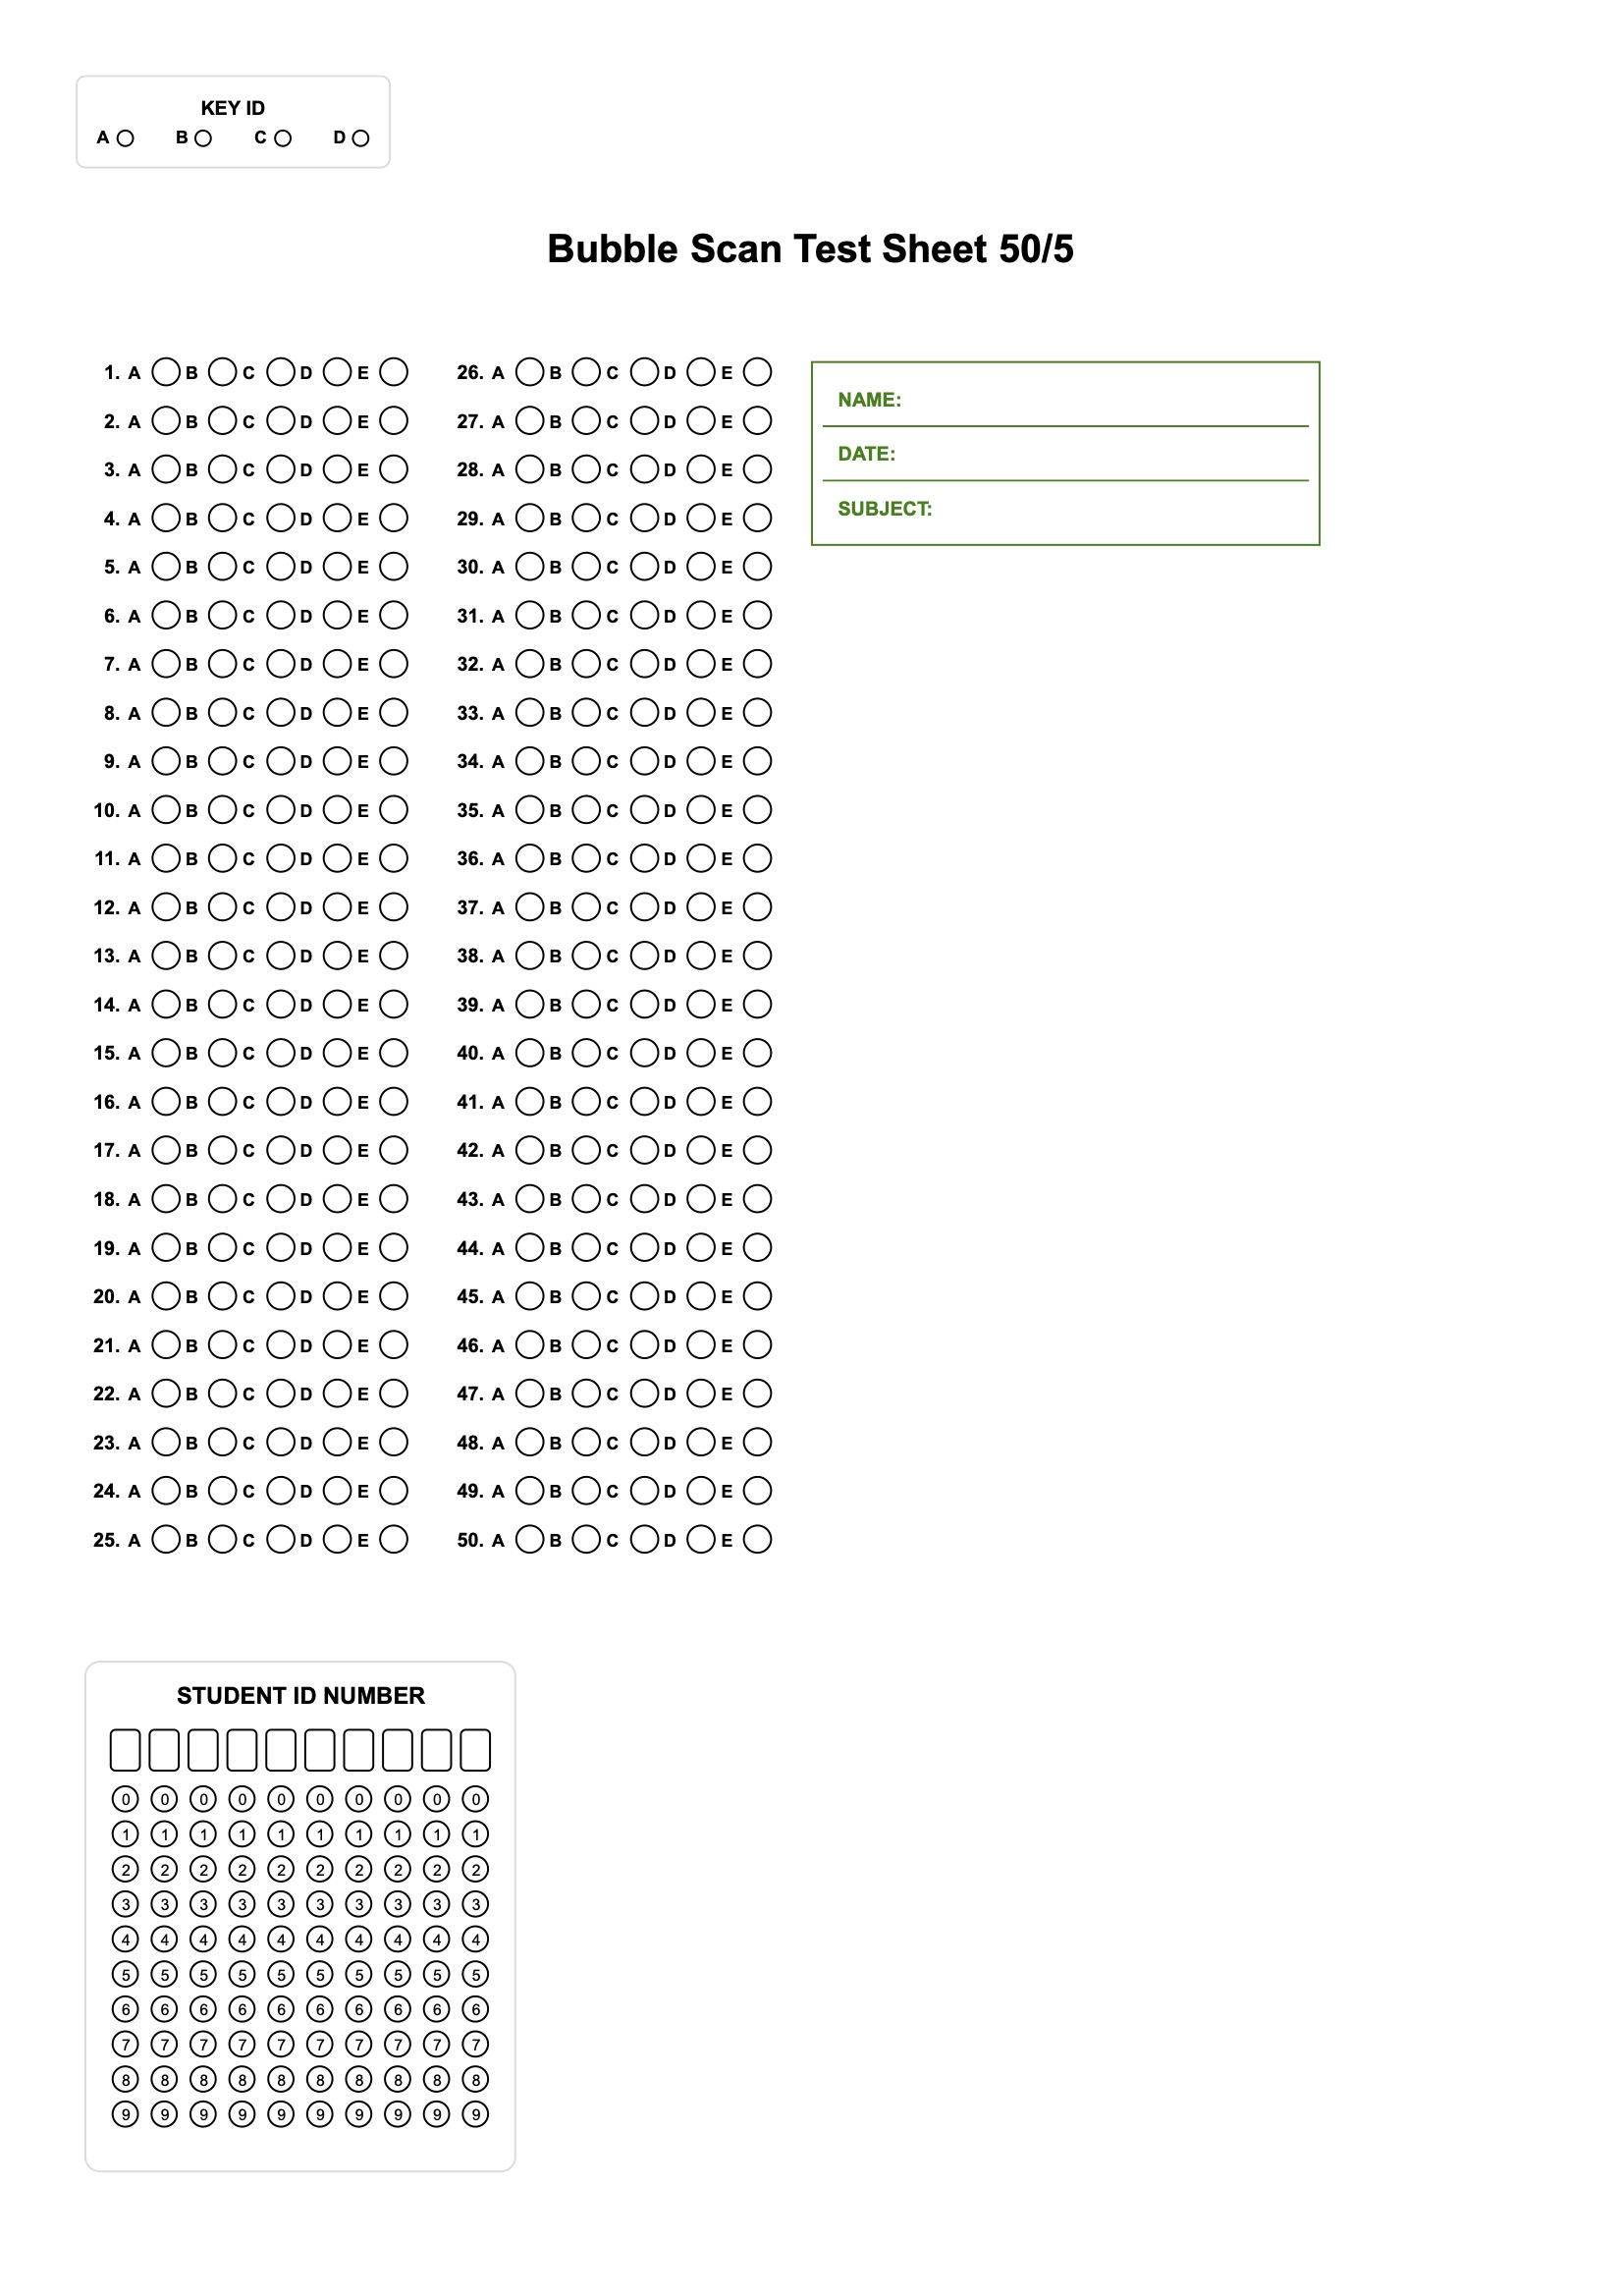 KEY ID
A B C D
Bubble Scan Test Sheet 50/5
1. A B C D E
2. A B C D E
3. A B C D E
4. A B C D E
5. A B C D E
6. A B C D E
7. A B C D E
8. A B C D E
9. A B C D E
10. A B C D E
11. A B C D E
12. A B C D E
13. A B C D E
14. A B C D E
15. A B C D E
16. A B C D E
17. A B C D E
18. A B C D E
19. A B C D E
20. A B C D E
21. A B C D E
22. A B C D E
23. A B C D E
24. A B C D E
25. A B C D E
26. A B C D E
27. A B C D E
28. A B C D E
29. A B C D E
30. A B C D E
31. A B C D E
32. A B C D E
33. A B C D E
34. A B C D E
35. A B C D E
36. A B C D E
37. A B C D E
38. A B C D E
39. A B C D E
40. A B C D E
41. A B C D E
42. A B C D E
43. A B C D E
44. A B C D E
45. A B C D E
46. A B C D E
47. A B C D E
48. A B C D E
49. A B C D E
50. A B C D E
NAME:
DATE:
SUBJECT:
STUDENT ID NUMBER
0 0 0 0 0 0 0 0 0 0
1 1 1 1 1 1 1 1 1 1
2 2 2 2 2 2 2 2 2 2
3 3 3 3 3 3 3 3 3 3
4 4 4 4 4 4 4 4 4 4
5 5 5 5 5 5 5 5 5 5
6 6 6 6 6 6 6 6 6 6
7 7 7 7 7 7 7 7 7 7
8 8 8 8 8 8 8 8 8 8
9 9 9 9 9 9 9 9 9 9